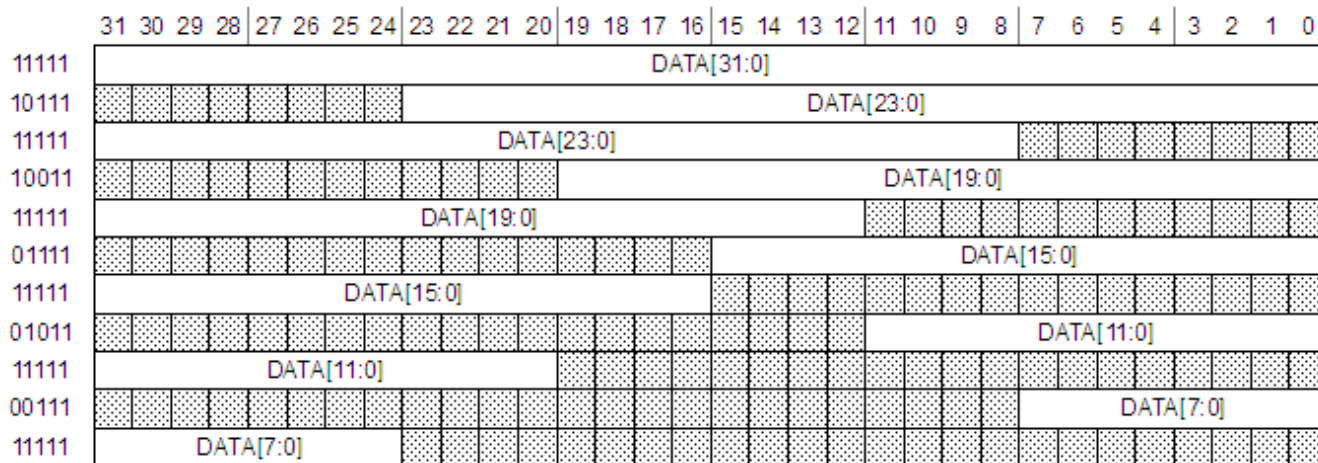 31 30 29 28 27 26 25 24 23 22 21 20 19 18 17 16 15 14 13 12 11 10 9 8 7 6 5 4 3 2 1 0
11111 DATA[31:0]
10111 DATA[23:0]
11111 DATA[23:0]
10011 DATA[19:0]
11111 DATA[19:0]
01111 DATA[15:0]
11111 DATA[15:0]
01011 DATA[11:0]
11111 DATA[11:0]
00111 DATA[7:0]
11111 DATA[7:0]